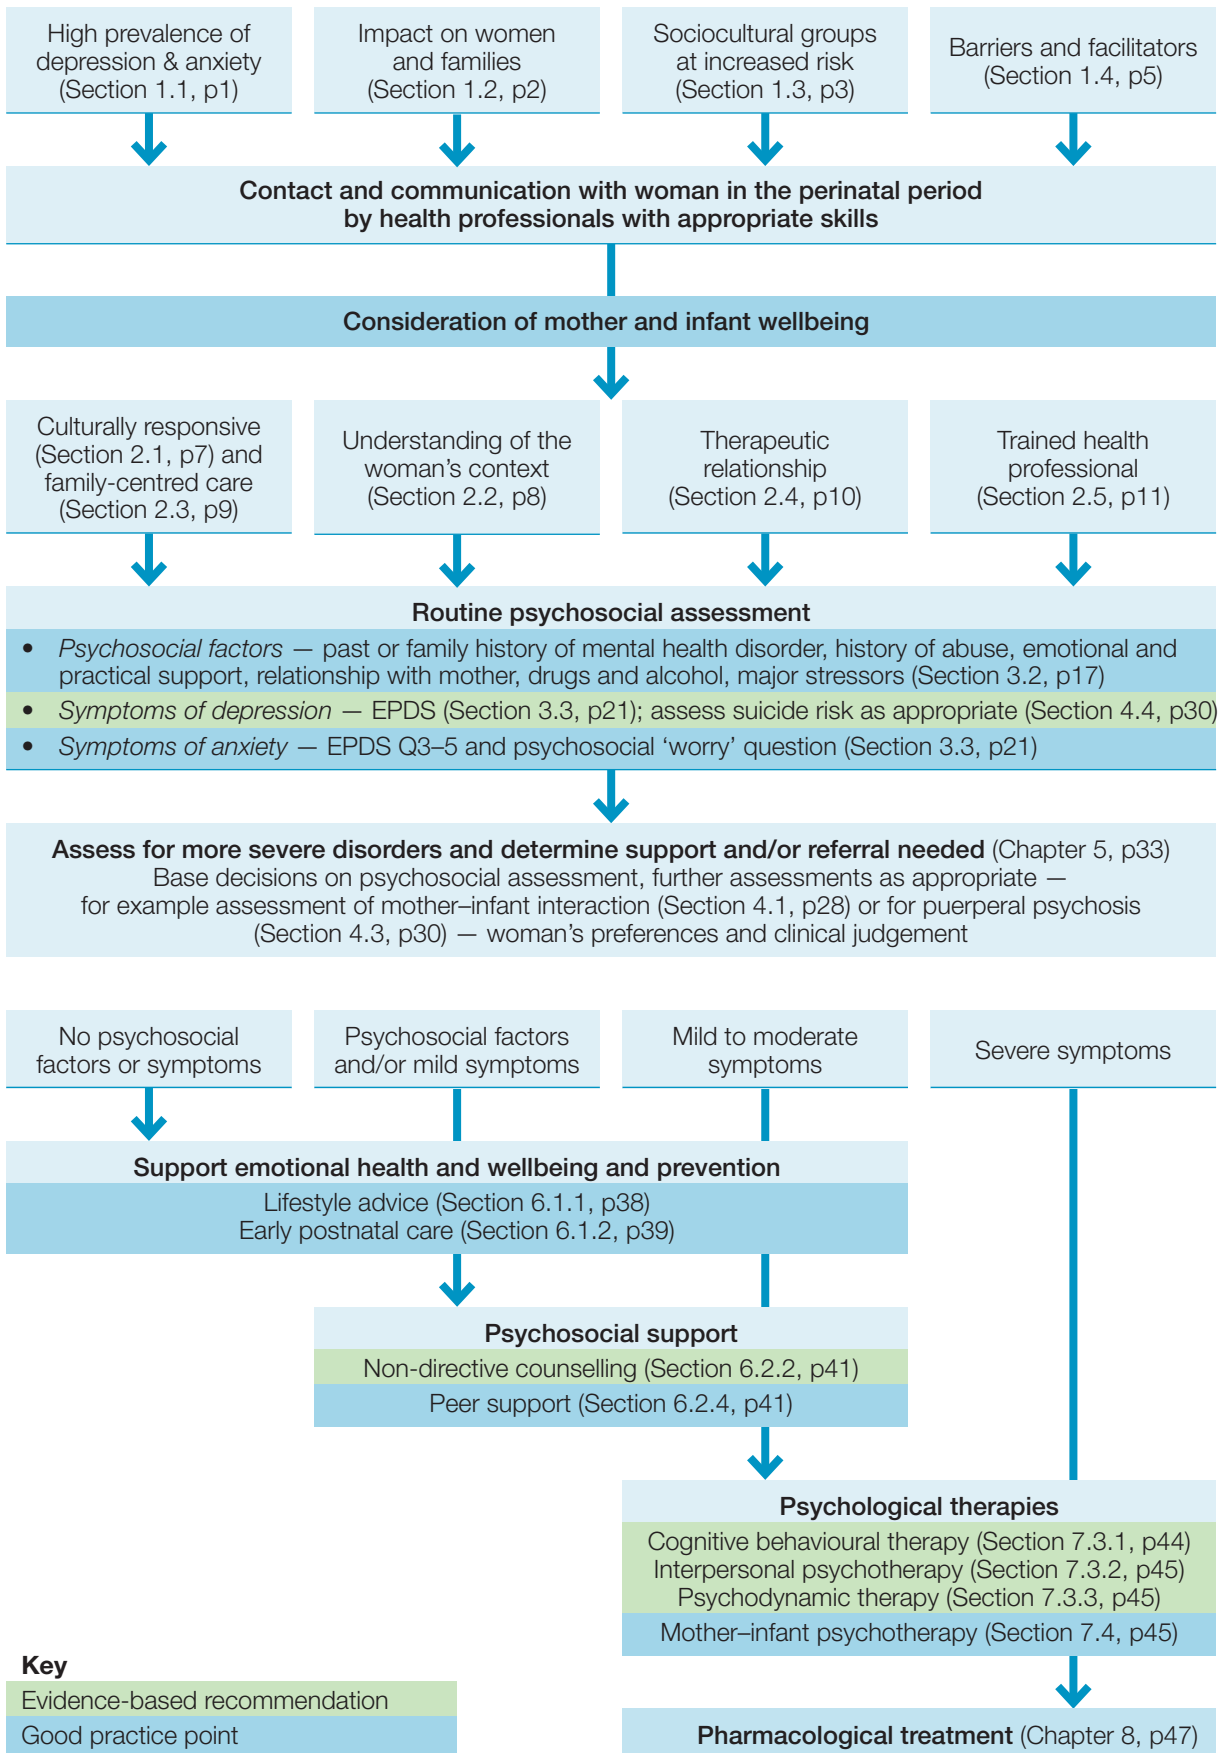 High prevalence of
depression & anxiety
(Section 1.1, p1)
Impact on women
and families
(Section 1.2, p2)
Sociocultural groups
at increased risk
(Section 1.3, p3)
Barriers and facilitators
(Section 1.4, p5)
Contact and communication with woman in the perinatal period
by health professionals with appropriate skills
Consideration of mother and infant wellbeing
Culturally responsive
(Section 2.1, p7) and
family-centred care
(Section 2.3, p9)
Understanding of the
woman's context
(Section 2.2, p8)
Therapeutic
relationship
(Section 2.4, p10)
Trained health
professional
(Section 2.5, p11)
Routine psychosocial assessment
• Psychosocial factors — past or family history of mental health disorder, history of abuse, emotional and
practical support, relationship with mother, drugs and alcohol, major stressors (Section 3.2, p17)
• Symptoms of depression — EPDS (Section 3.3, p21); assess suicide risk as appropriate (Section 4.4, p30)
• Symptoms of anxiety — EPDS Q3–5 and psychosocial ‘worry’ question (Section 3.3, p21)
Assess for more severe disorders and determine support and/or referral needed (Chapter 5, p33)
Base decisions on psychosocial assessment, further assessments as appropriate —
for example assessment of mother–infant interaction (Section 4.1, p28) or for puerperal psychosis
(Section 4.3, p30) — woman's preferences and clinical judgement
No psychosocial
factors or symptoms
Psychosocial factors
and/or mild symptoms
Mild to moderate
symptoms
Severe symptoms
Support emotional health and wellbeing and prevention
Lifestyle advice (Section 6.1.1, p38)
Early postnatal care (Section 6.1.2, p39)
Psychosocial support
Non-directive counselling (Section 6.2.2, p41)
Peer support (Section 6.2.4, p41)
Psychological therapies
Cognitive behavioural therapy (Section 7.3.1, p44)
Interpersonal psychotherapy (Section 7.3.2, p45)
Psychodynamic therapy (Section 7.3.3, p45)
Mother–infant psychotherapy (Section 7.4, p45)
Key
Evidence-based recommendation
Good practice point
Pharmacological treatment (Chapter 8, p47)